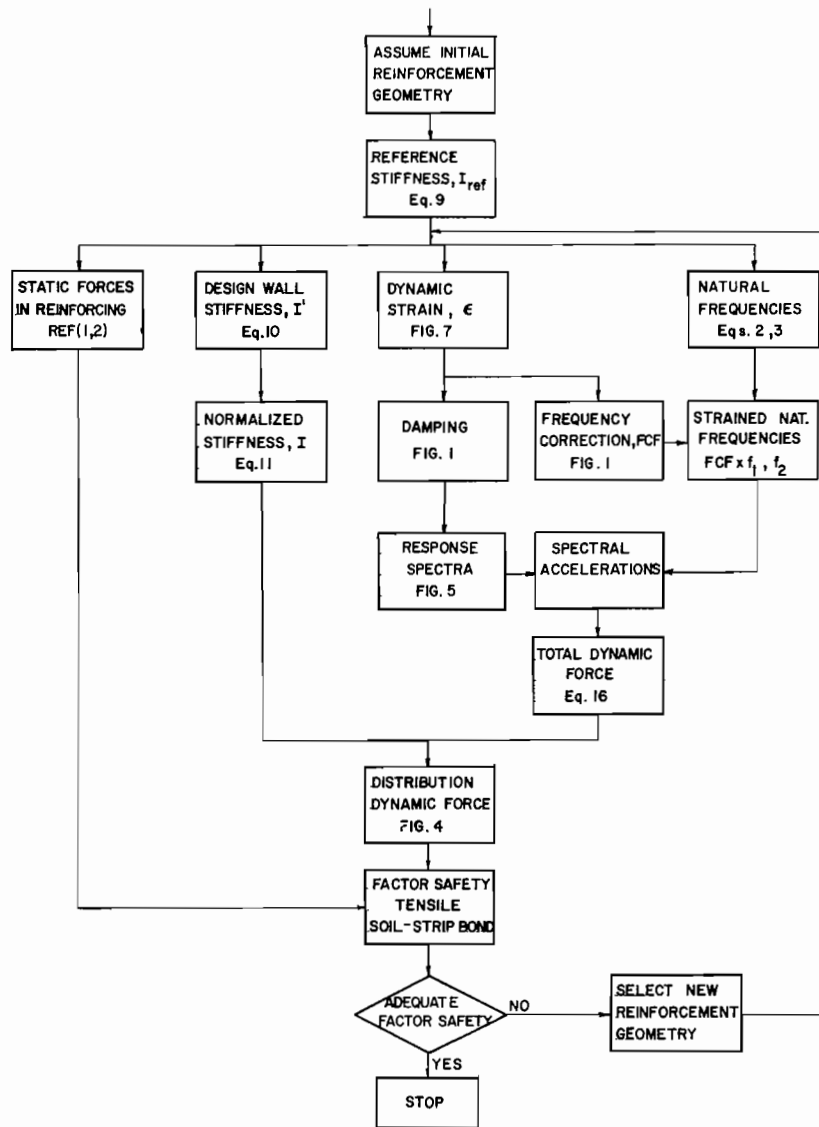 ASSUME INITIAL
REINFORCEMENT
GEOMETRY
REFERENCE
STIFFNESS, I_ref
Eq. 9
STATIC FORCES
IN REINFORCING
REF(1,2)
DESIGN WALL
STIFFNESS, I'
Eq.10
DYNAMIC
STRAIN, ϵ
FIG. 7
NATURAL
FREQUENCIES
Eqs. 2,3
NORMALIZED
STIFFNESS, I
Eq.11
DAMPING
FIG. 1
FREQUENCY
CORRECTION, FCF
FIG. 1
STRAINED NAT.
FREQUENCIES
FCF x f₁, f₂
RESPONSE
SPECTRA
FIG. 5
SPECTRAL
ACCELERATIONS
TOTAL DYNAMIC
FORCE
Eq. 16
DISTRIBUTION
DYNAMIC FORCE
FIG. 4
FACTOR SAFETY
TENSILE
SOIL-STRIP BOND
ADEQUATE
FACTOR SAFETY
NO
SELECT NEW
REINFORCEMENT
GEOMETRY
YES
STOP